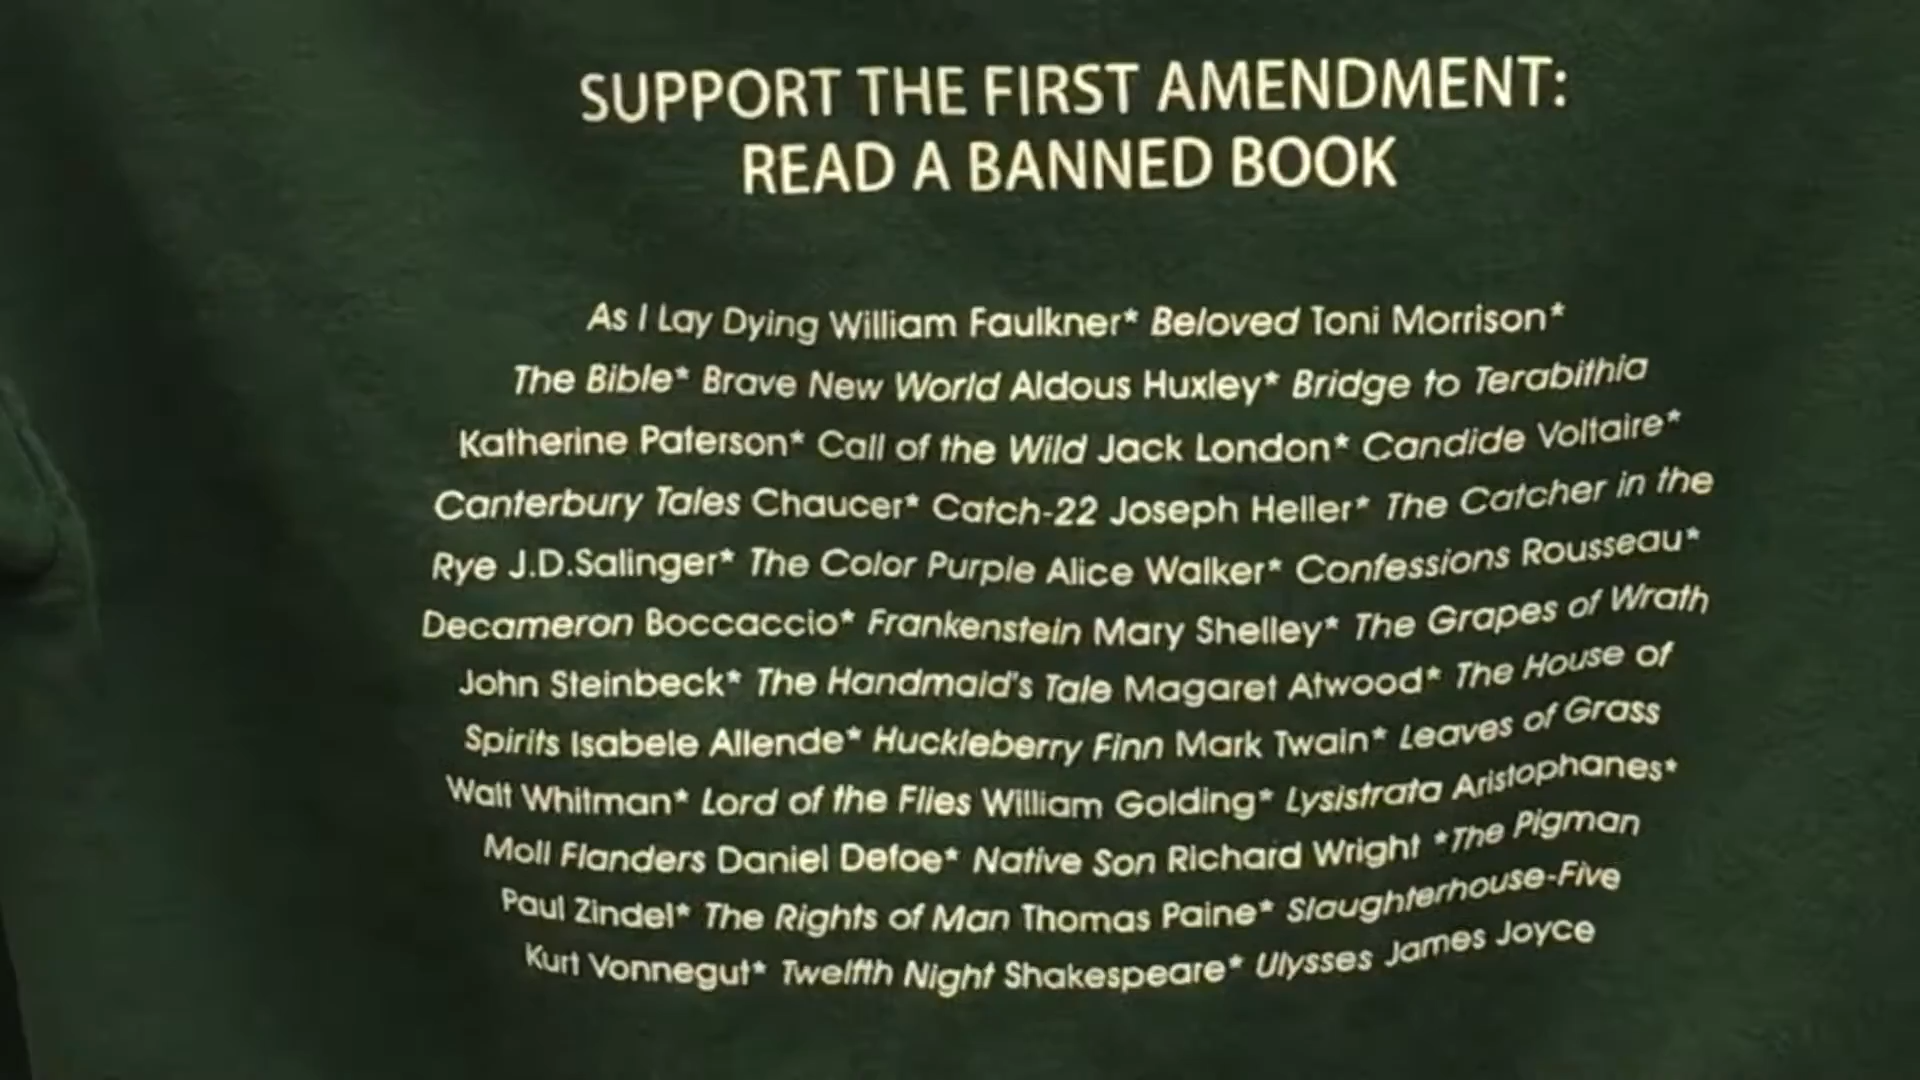 SUPPORT THE FIRST AMENDMENT:
READ A BANNED BOOK
As I Lay Dying William Faulkner* Beloved Toni Morrison*
The Bible* Brave New World Aldous Huxley* Bridge to Terabithia
Katherine Paterson* Call of the Wild Jack London* Candide Voltaire*
Canterbury Tales Chaucer* Catch-22 Joseph Heller* The Catcher in the
Rye J.D.Salinger* The Color Purple Alice Walker* Confessions Rousseau*
Decameron Boccaccio* Frankenstein Mary Shelley* The Grapes of Wrath
John Steinbeck* The Handmaid's Tale Magaret Atwood* The House of
Spirits Isabele Allende* Huckleberry Finn Mark Twain* Leaves of Grass
Walt Whitman* Lord of the Flies William Golding* Lysistrata Aristophanes*
Moll Flanders Daniel Defoe* Native Son Richard Wright *The Pigman
Paul Zindel* The Rights of Man Thomas Paine* Slaughterhouse-Five
Kurt Vonnegut* Twelfth Night Shakespeare* Ulysses James Joyce